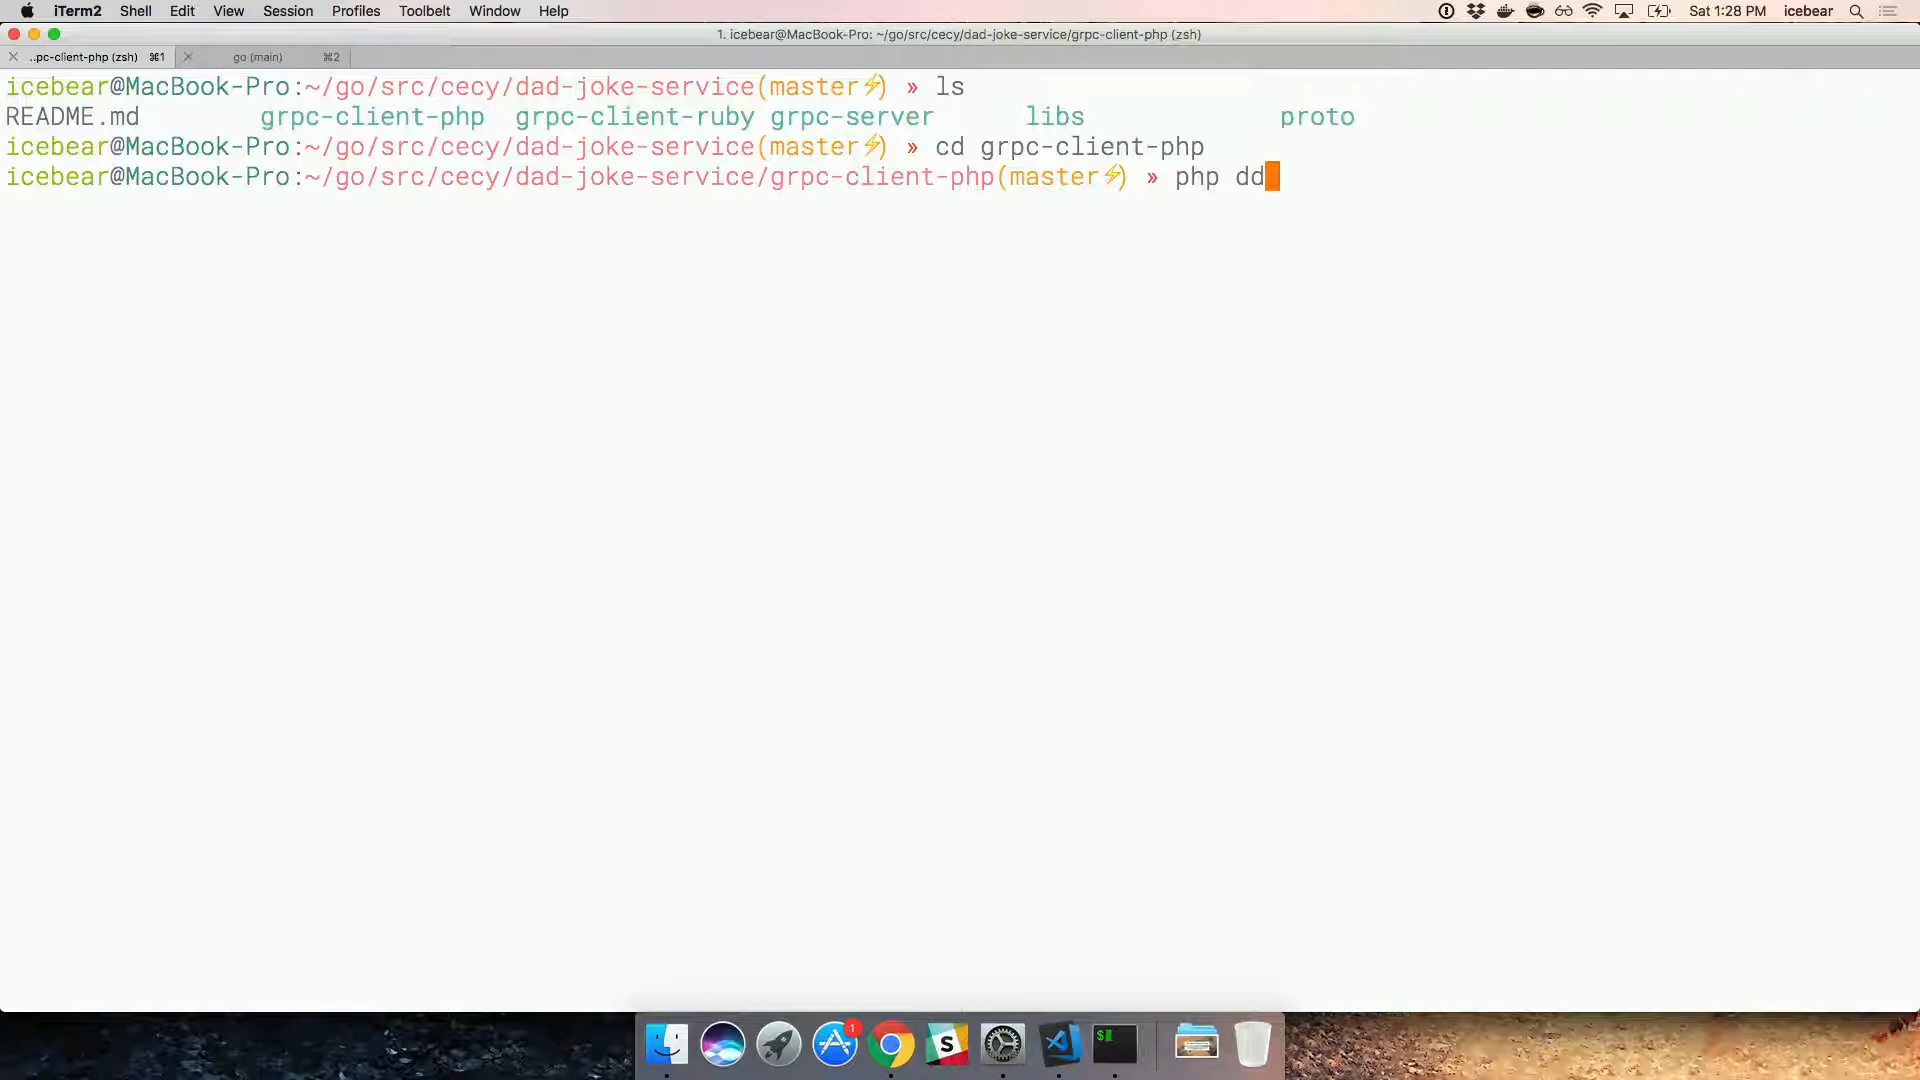 iTerm2 Shell Edit View Session Profiles Toolbelt Window Help Sat 1:28 PM icebear
1. icebear@MacBook-Pro: ~/go/src/cecy/dad-joke-service/grpc-client-php (zsh)
..pc-client-php (zsh) ⌘1 go (main) ⌘2
icebear@MacBook-Pro:~/go/src/cecy/dad-joke-service(master⚡) » ls
README.md grpc-client-php grpc-client-ruby grpc-server libs proto
icebear@MacBook-Pro:~/go/src/cecy/dad-joke-service(master⚡) » cd grpc-client-php
icebear@MacBook-Pro:~/go/src/cecy/dad-joke-service/grpc-client-php(master⚡) » php dd
1
S
$